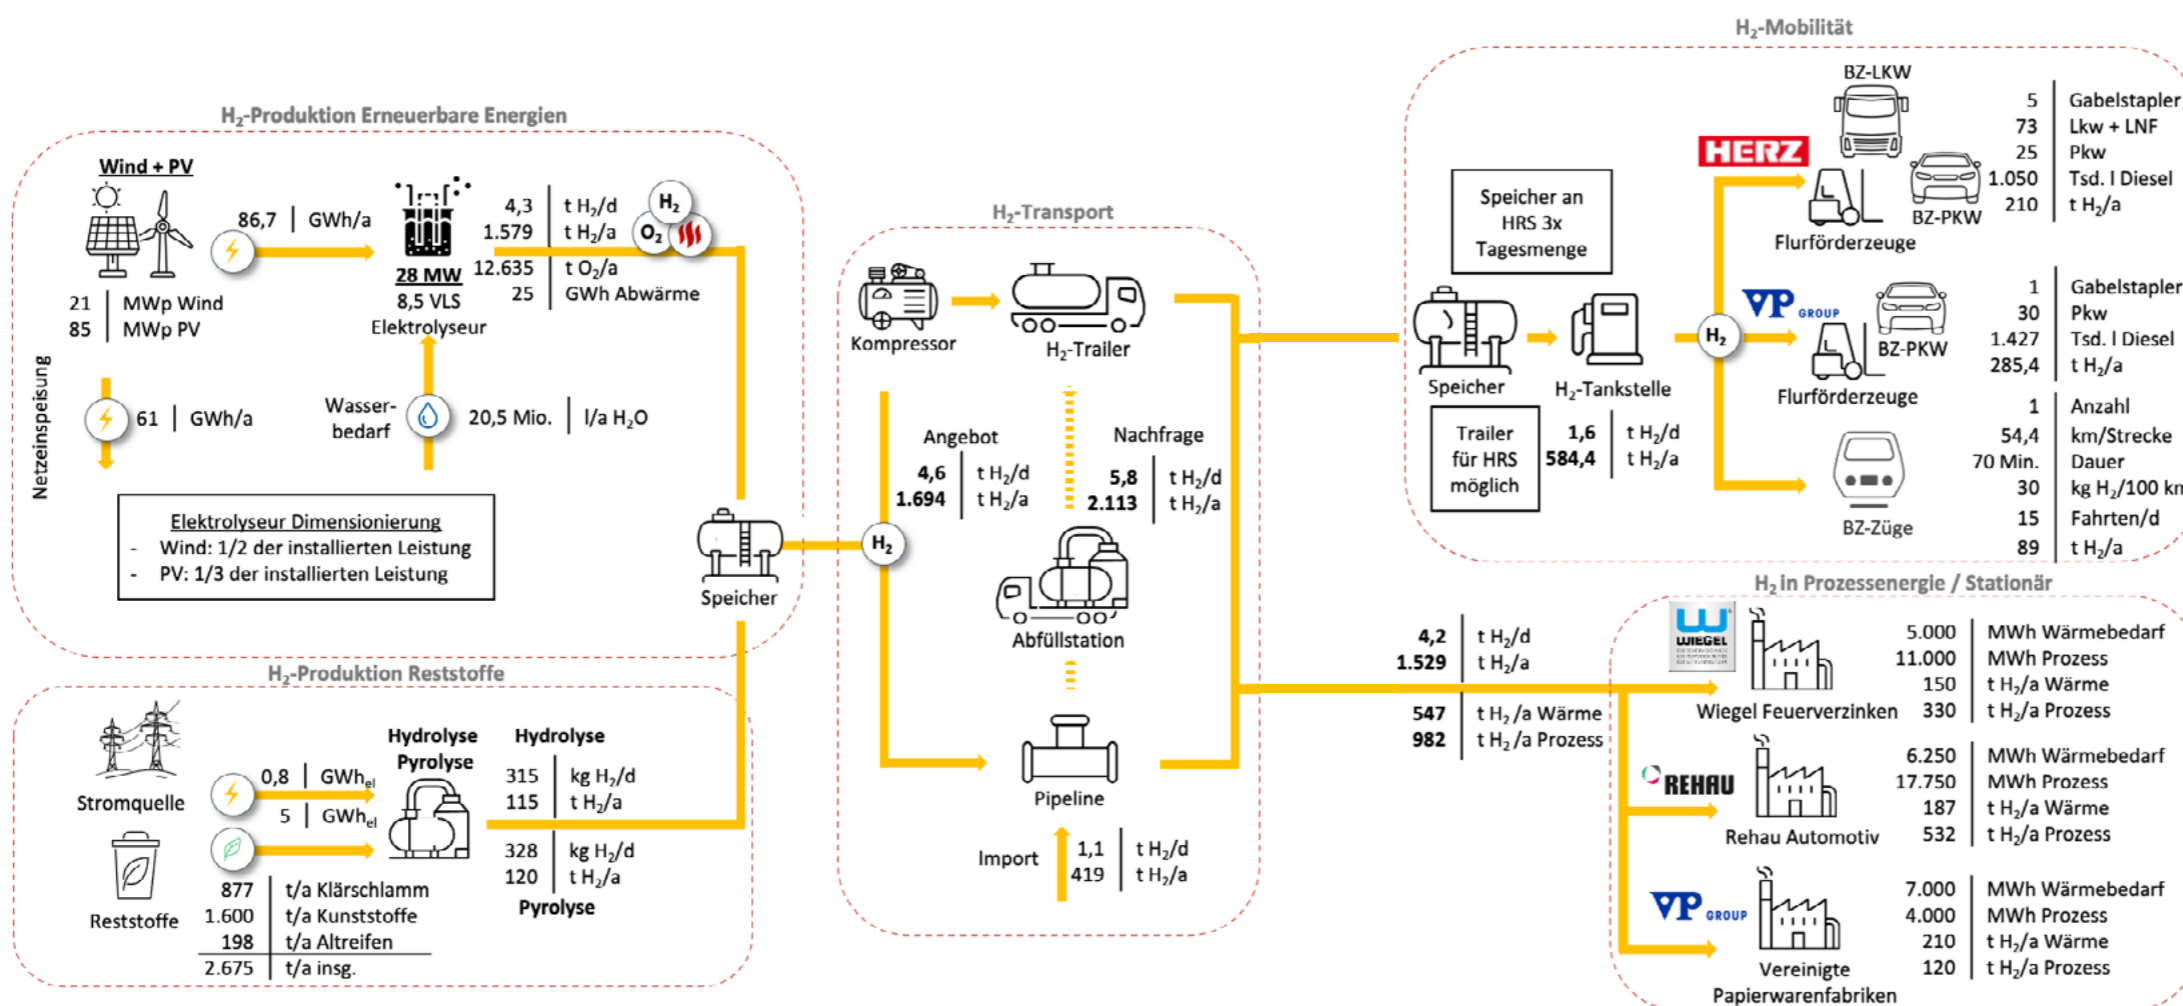 H₂-Produktion Erneuerbare Energien
Wind + PV
86,7 | GWh/a
21 | MWp Wind
85 | MWp PV
Netzeinspeisung
61 | GWh/a
28 MW
8,5 VLS
Elektrolyseur
4,3 | t H₂/d
1.579 | t H₂/a
12.635 | t O₂/a
25 | GWh Abwärme
H₂
O₂
Wasser-
bedarf
20,5 Mio. | l/a H₂O
Elektrolyseur Dimensionierung
- Wind: 1/2 der installierten Leistung
- PV: 1/3 der installierten Leistung
Speicher
H₂-Produktion Reststoffe
Stromquelle
0,8 | GWhel
5 | GWhel
Reststoffe
877 | t/a Klärschlamm
1.600 | t/a Kunststoffe
198 | t/a Altreifen
2.675 | t/a insg.
Hydrolyse
Pyrolyse
Hydrolyse
315 | kg H₂/d
115 | t H₂/a
328 | kg H₂/d
120 | t H₂/a
Pyrolyse
H₂-Transport
Kompressor
H₂-Trailer
Angebot
4,6 | t H₂/d
1.694 | t H₂/a
Nachfrage
5,8 | t H₂/d
2.113 | t H₂/a
H₂
Abfüllstation
Pipeline
Import
1,1 | t H₂/d
419 | t H₂/a
H₂-Mobilität
Speicher an
HRS 3x
Tagesmenge
Speicher
H₂-Tankstelle
Trailer
für HRS
möglich
1,6 | t H₂/d
584,4 | t H₂/a
H₂
HERZ
BZ-LKW
BZ-PKW
Flurförderzeuge
5 | Gabelstapler
73 | Lkw + LNF
25 | Pkw
1.050 | Tsd. l Diesel
210 | t H₂/a
VP GROUP
BZ-PKW
Flurförderzeuge
1 | Gabelstapler
30 | Pkw
1.427 | Tsd. l Diesel
285,4 | t H₂/a
BZ-Züge
1 | Anzahl
54,4 | km/Strecke
70 Min. | Dauer
30 | kg H₂/100 km
15 | Fahrten/d
89 | t H₂/a
H₂ in Prozessenergie / Stationär
4,2 | t H₂/d
1.529 | t H₂/a
547 | t H₂/a Wärme
982 | t H₂/a Prozess
WIEGEL
Wiegel Feuerverzinken
5.000 | MWh Wärmebedarf
11.000 | MWh Prozess
150 | t H₂/a Wärme
330 | t H₂/a Prozess
REHAU
Rehau Automotiv
6.250 | MWh Wärmebedarf
17.750 | MWh Prozess
187 | t H₂/a Wärme
532 | t H₂/a Prozess
VP GROUP
Vereinigte
Papierwarenfabriken
7.000 | MWh Wärmebedarf
4.000 | MWh Prozess
210 | t H₂/a Wärme
120 | t H₂/a Prozess